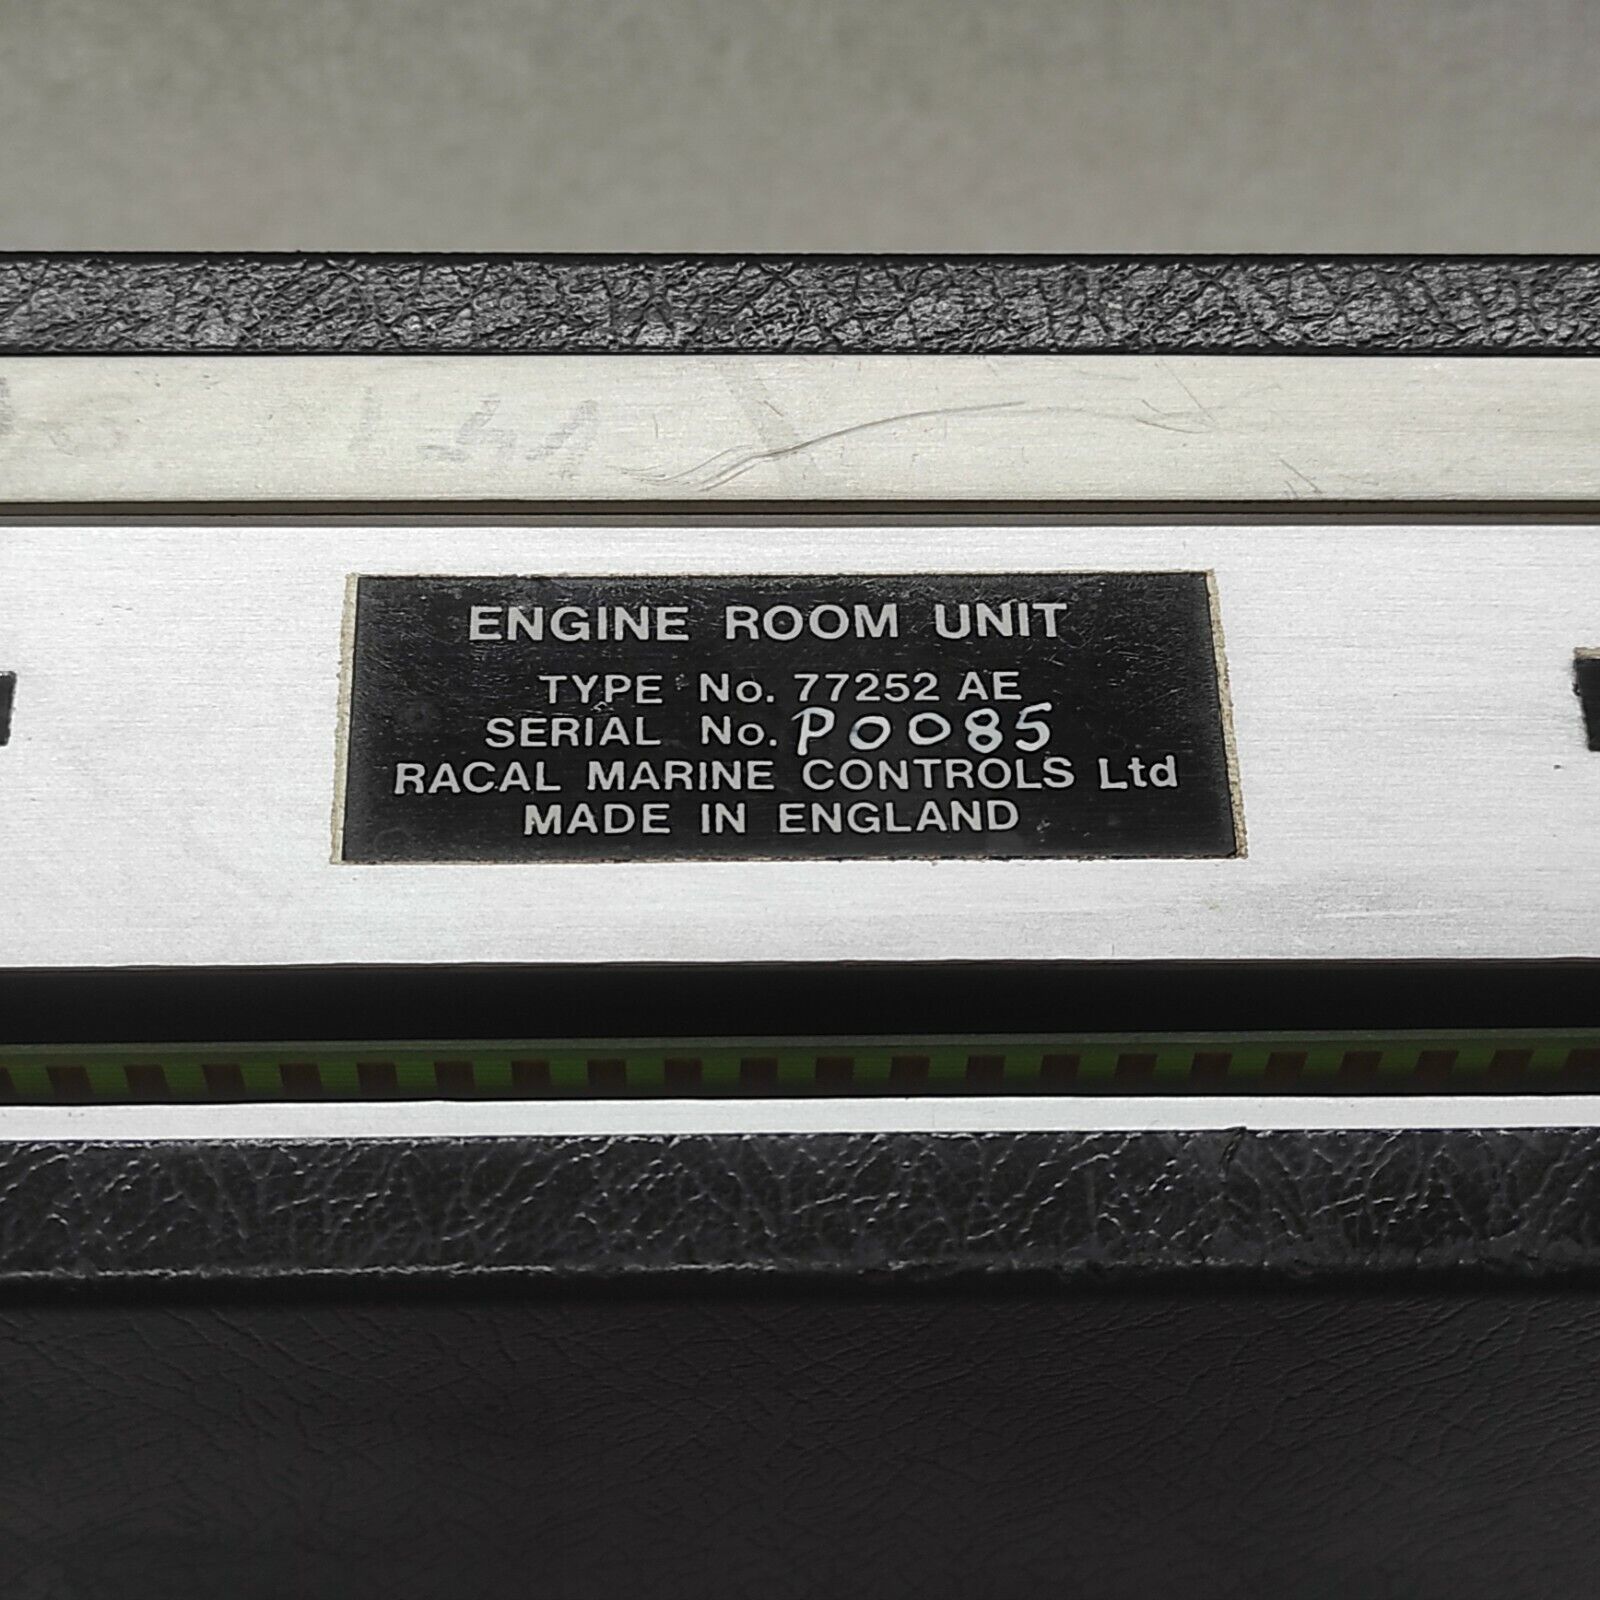 ENGINE ROOM UNIT
TYPE No. 77252 AE
SERIAL No. P0085
RACAL MARINE CONTROLS Ltd
MADE IN ENGLAND